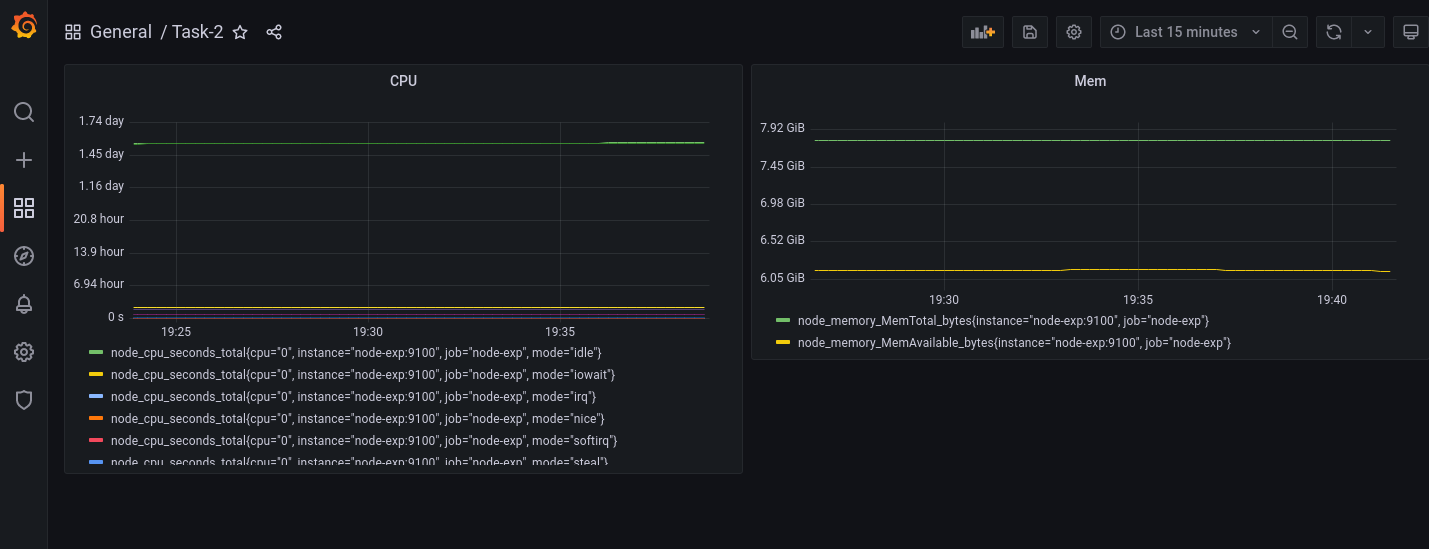 General / Task-2
Last 15 minutes
CPU
1.74 day
1.45 day
1.16 day
20.8 hour
13.9 hour
6.94 hour
0 s
19:25 19:30 19:35
node_cpu_seconds_total{cpu="0", instance="node-exp:9100", job="node-exp", mode="idle"}
node_cpu_seconds_total{cpu="0", instance="node-exp:9100", job="node-exp", mode="iowait"}
node_cpu_seconds_total{cpu="0", instance="node-exp:9100", job="node-exp", mode="irq"}
node_cpu_seconds_total{cpu="0", instance="node-exp:9100", job="node-exp", mode="nice"}
node_cpu_seconds_total{cpu="0", instance="node-exp:9100", job="node-exp", mode="softirq"}
node_cpu_seconds_total{cpu="0", instance="node-exp:9100", job="node-exp", mode="steal"}
Mem
7.92 GiB
7.45 GiB
6.98 GiB
6.52 GiB
6.05 GiB
19:30 19:35 19:40
node_memory_MemTotal_bytes{instance="node-exp:9100", job="node-exp"}
node_memory_MemAvailable_bytes{instance="node-exp:9100", job="node-exp"}